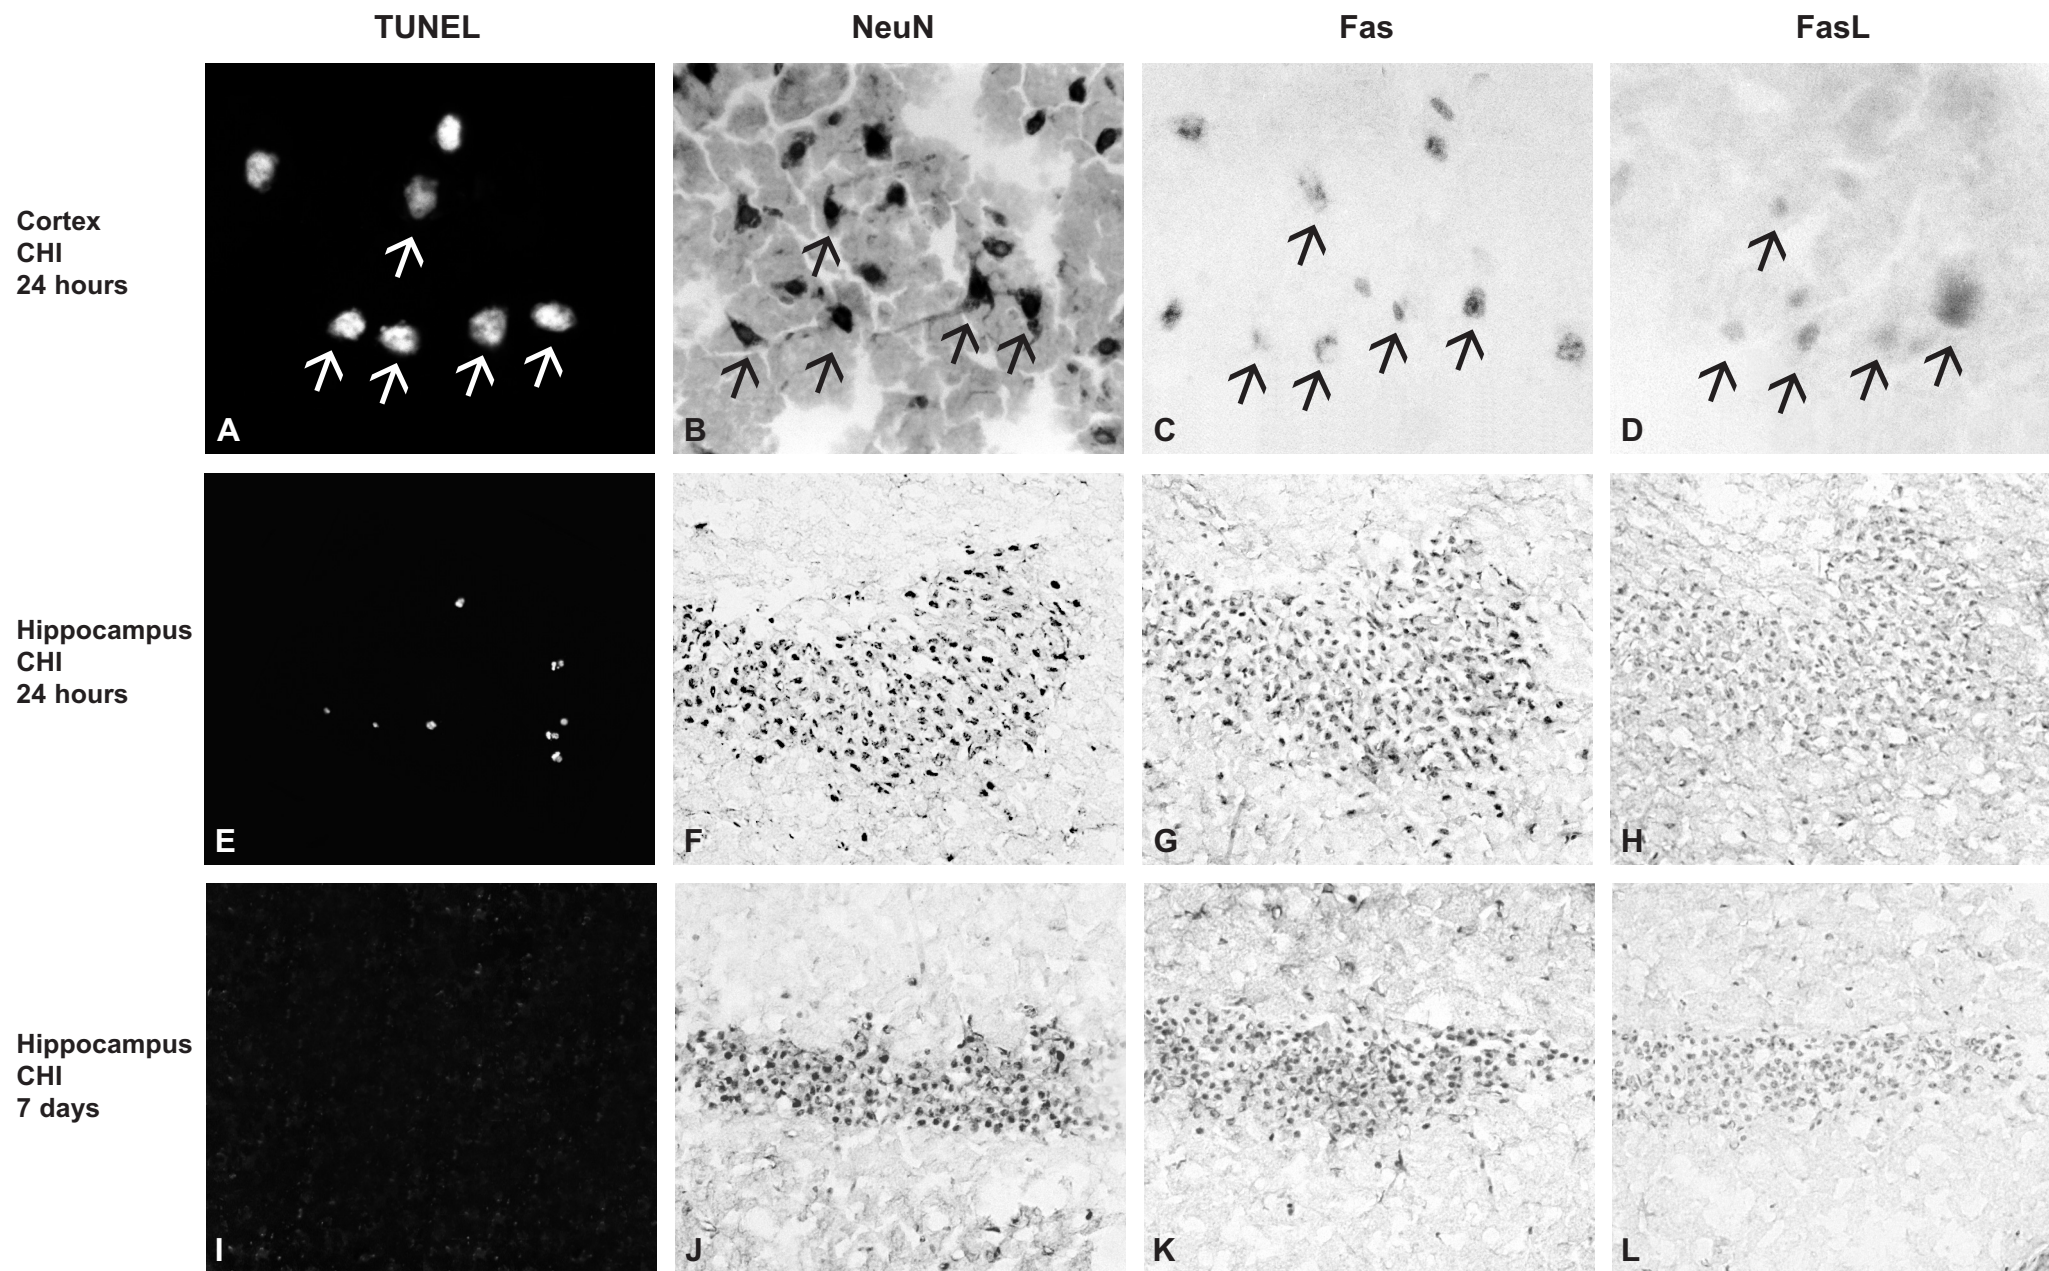 TUNEL NeuN Fas FasL
Cortex
CHI
24 hours
A B C D
Hippocampus
CHI
24 hours
E F G H
Hippocampus
CHI
7 days
I J K L